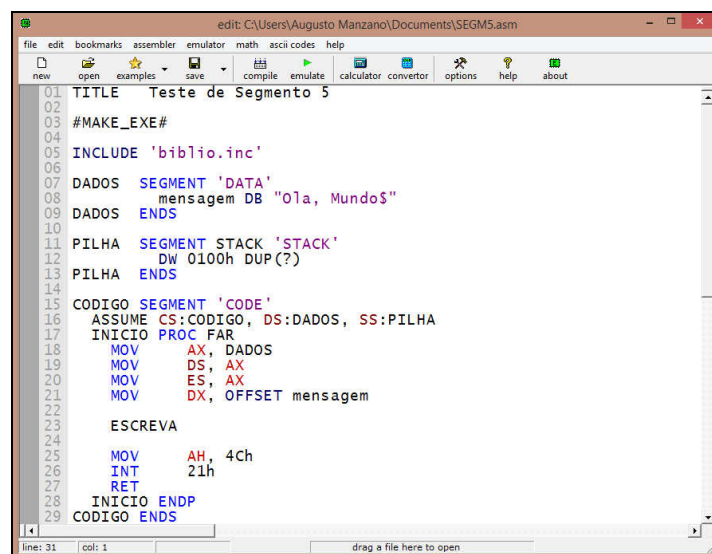 edit: C:\Users\Augusto Manzano\Documents\SEGM5.asm
file edit bookmarks assembler emulator math ascii codes help
new open examples save compile emulate calculator convertor options help about
01 TITLE Teste de Segmento 5
02
03 #MAKE_EXE#
04
05 INCLUDE 'biblio.inc'
06
07 DADOS SEGMENT 'DATA'
08 mensagem DB "Ola, Mundo$"
09 DADOS ENDS
10
11 PILHA SEGMENT STACK 'STACK'
12 DW 0100h DUP(?)
13 PILHA ENDS
14
15 CODIGO SEGMENT 'CODE'
16 ASSUME CS:CODIGO, DS:DADOS, SS:PILHA
17 INICIO PROC FAR
18 MOV AX, DADOS
19 MOV DS, AX
20 MOV ES, AX
21 MOV DX, OFFSET mensagem
22
23 ESCREVA
24
25 MOV AH, 4Ch
26 INT 21h
27 RET
28 INICIO ENDP
29 CODIGO ENDS
line: 31 col: 1 drag a file here to open